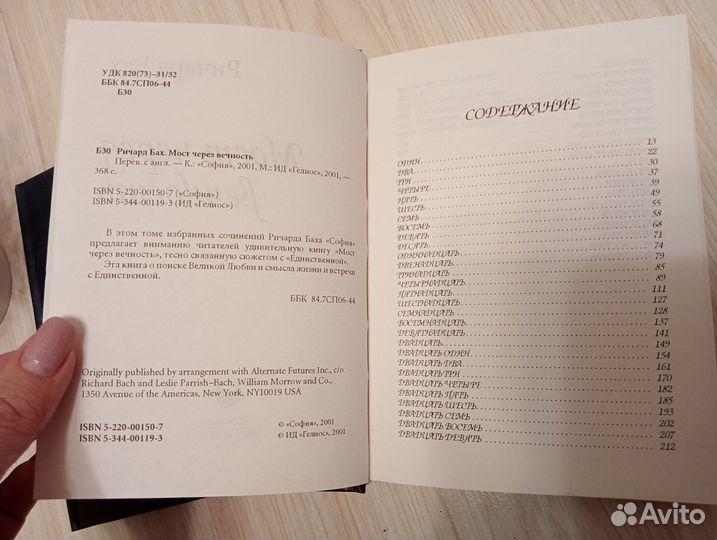 УДК 820(73)–31/32
ББК 84.7СП06-44
Б30
Б30 Ричард Бах. Мост через вечность
Перев. с англ. — К.: «София», 2001, М.: ИД «Гелиос», 2001, —
368 с.
ISBN 5-220-00150-7 («София»)
ISBN 5-344-00119-3 (ИД «Гелиос»)
В этом томе избранных сочинений Ричарда Баха «София»
предлагает вниманию читателей удивительную книгу «Мост
через вечность», тесно связанную сюжетом с «Единственной».
Эта книга о поиске Великой Любви и смысла жизни и встречи
с Единственной.
ББК 84.7СП06-44
Originally published by arrangement with Alternate Futures Inc., c/o
Richard Bach and Leslie Parrish–Bach, William Morrow and Co.,
1350 Avenue of the Americas, New York, NY10019 USA
ISBN 5-220-00150-7 © «София», 2001
ISBN 5-344-00119-3 © ИД «Гелиос», 2001
СОДЕРЖАНИЕ
ОДИН 13
ДВА 22
ТРИ 30
ЧЕТЫРЕ 37
ПЯТЬ 39
ШЕСТЬ 49
СЕМЬ 55
ВОСЕМЬ 58
ДЕВЯТЬ 68
ДЕСЯТЬ 71
ОДИННАДЦАТЬ 74
ДВЕНАДЦАТЬ 79
ТРИНАДЦАТЬ 85
ЧЕТЫРНАДЦАТЬ 89
ПЯТНАДЦАТЬ 111
ШЕСТНАДЦАТЬ 127
СЕМНАДЦАТЬ 128
ВОСЕМНАДЦАТЬ 137
ДЕВЯТНАДЦАТЬ 141
ДВАДЦАТЬ 149
ДВАДЦАТЬ ОДИН 154
ДВАДЦАТЬ ДВА 161
ДВАДЦАТЬ ТРИ 170
ДВАДЦАТЬ ЧЕТЫРЕ 182
ДВАДЦАТЬ ПЯТЬ 185
ДВАДЦАТЬ ШЕСТЬ 193
ДВАДЦАТЬ СЕМЬ 202
ДВАДЦАТЬ ВОСЕМЬ 207
ДВАДЦАТЬ ДЕВЯТЬ 212
Avito